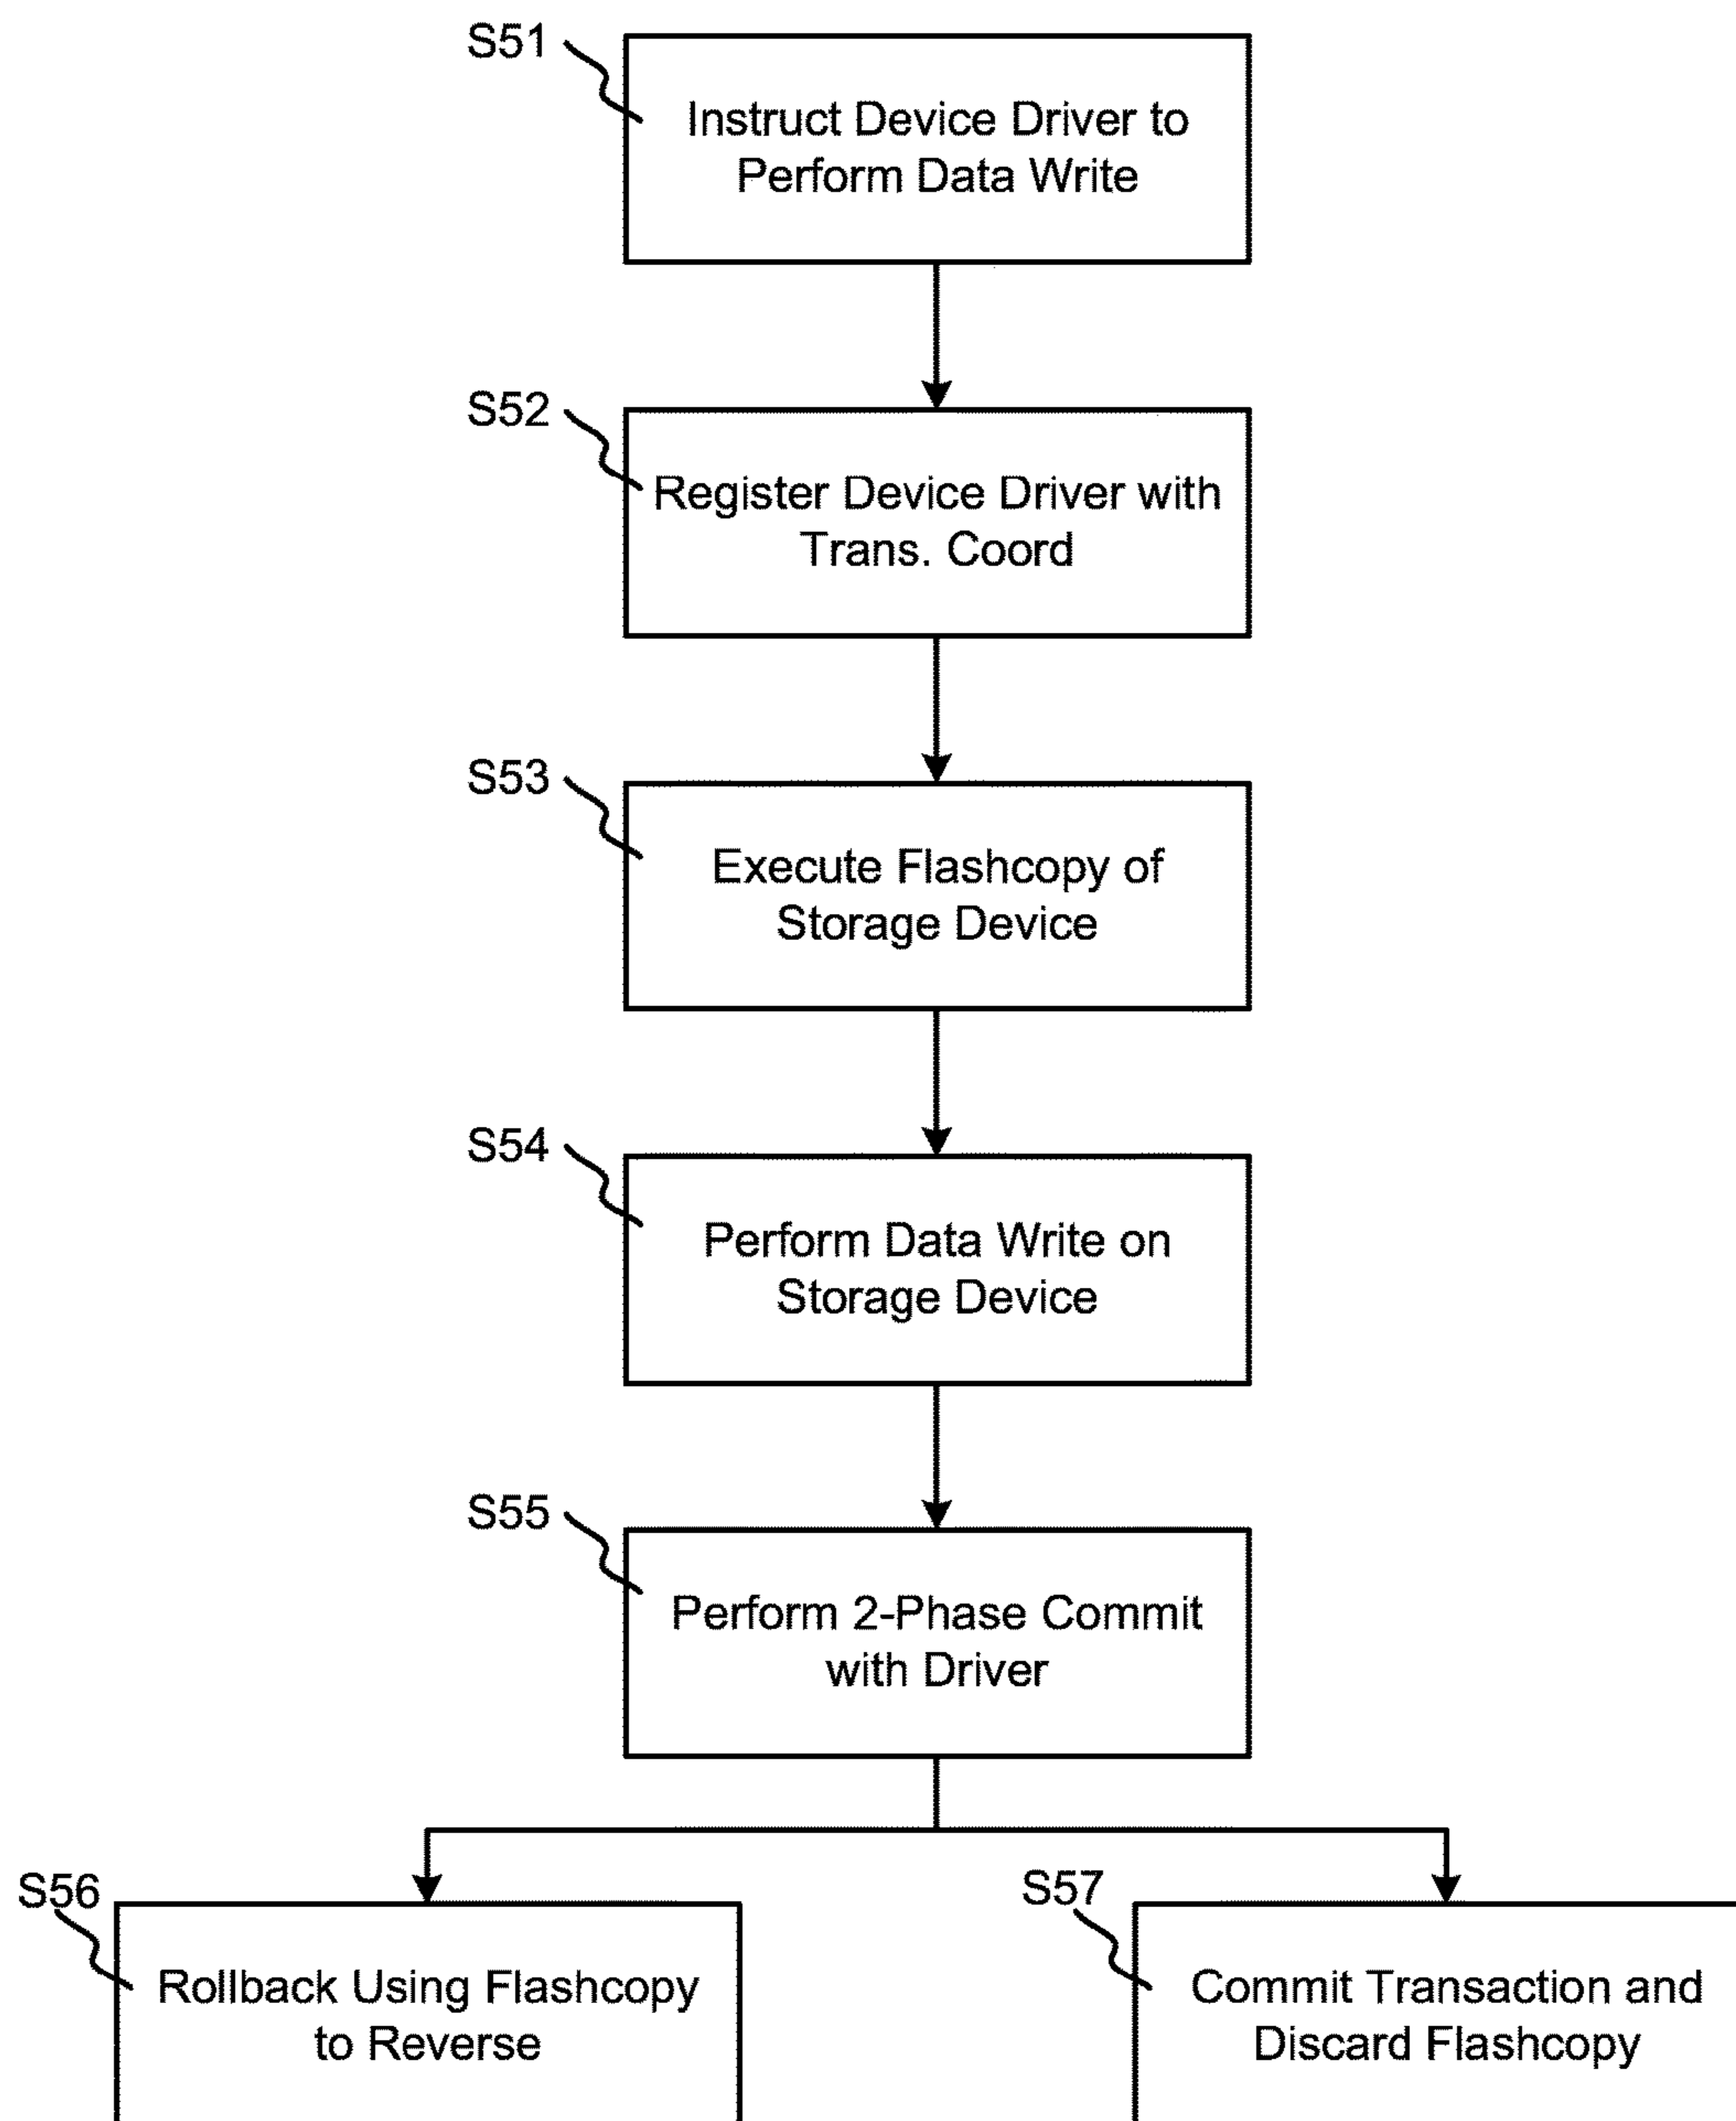 S51
Instruct Device Driver to
Perform Data Write
S52
Register Device Driver with
Trans. Coord
S53
Execute Flashcopy of
Storage Device
S54
Perform Data Write on
Storage Device
S55
Perform 2-Phase Commit
with Driver
S56
Rollback Using Flashcopy
to Reverse
S57
Commit Transaction and
Discard Flashcopy